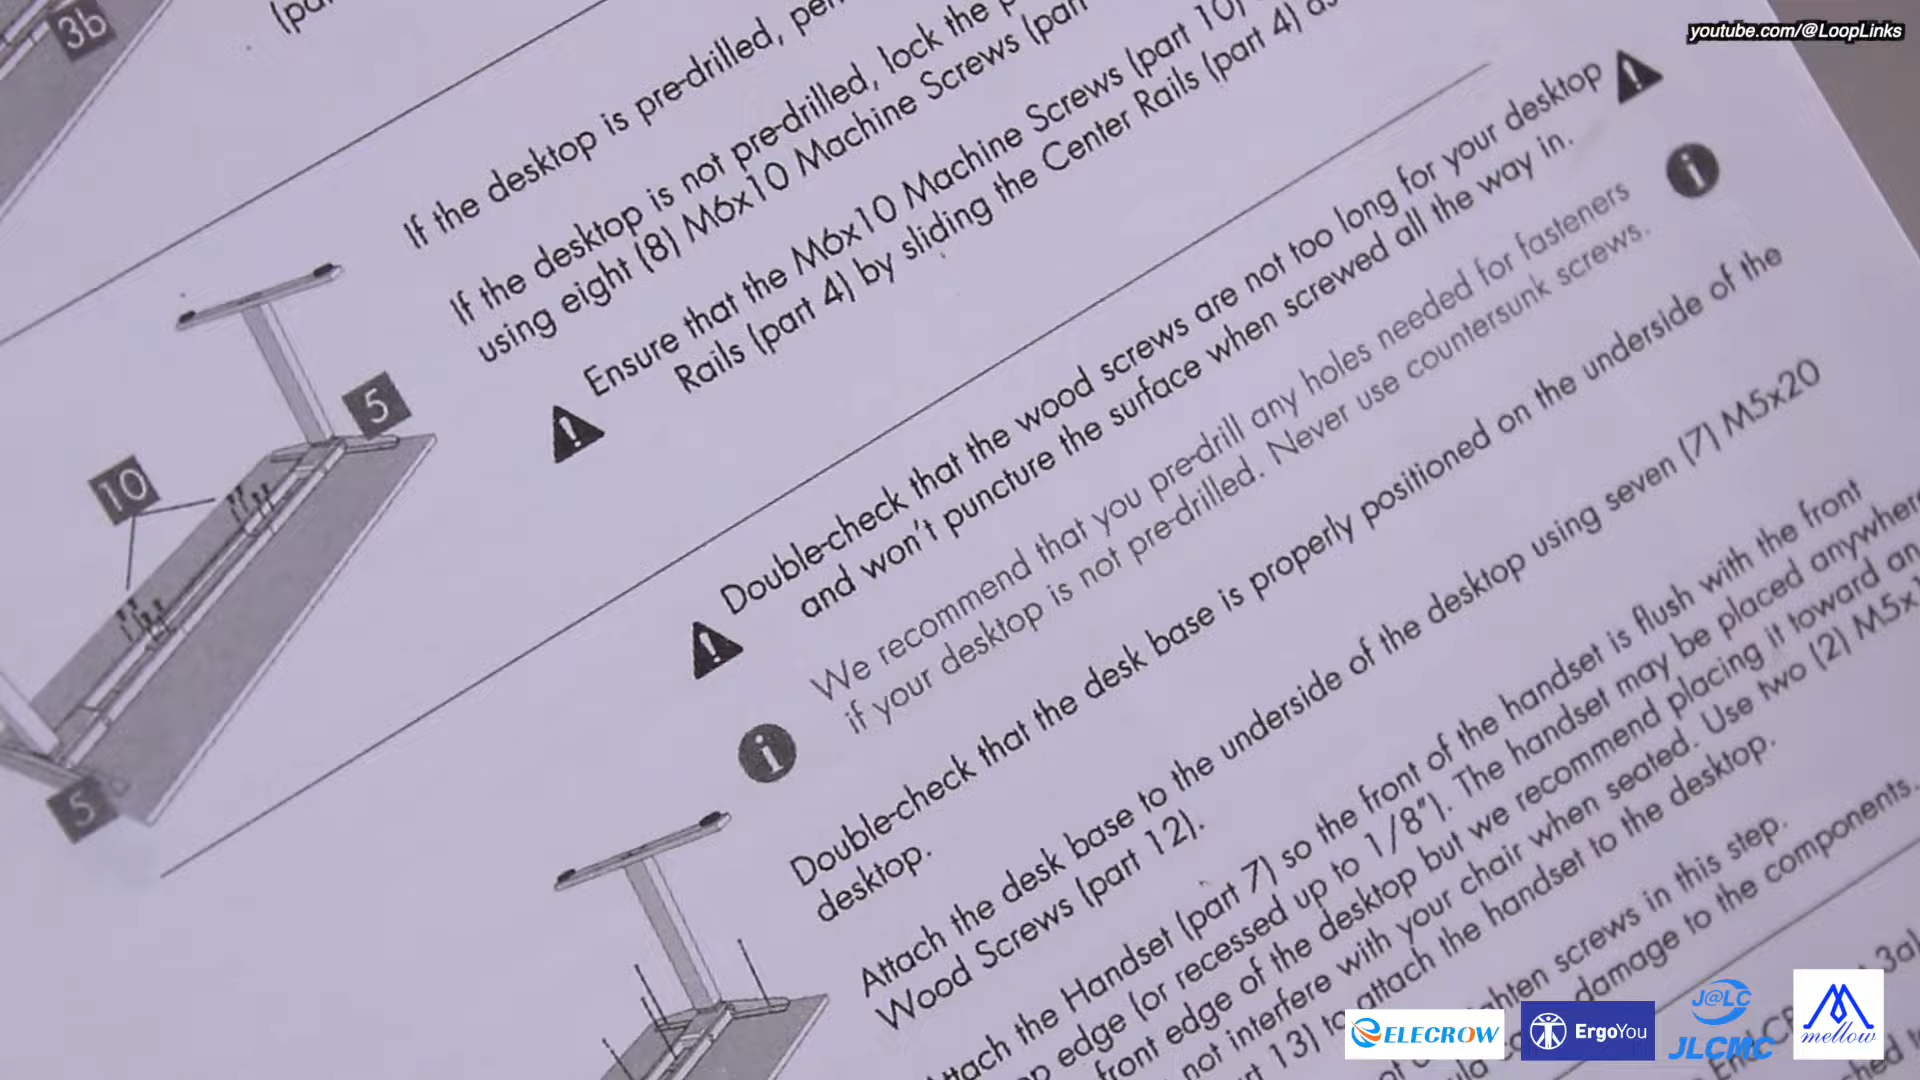 youtube.com/@LoopLinks
3b
If the desktop is pre-drilled,
If the desktop is not pre-drilled, lock the
using eight (8) M6x10 Machine Screws
Ensure that the M6x10 Machine Screws (part 10)
Rails (part 4) by sliding the Center Rails (part 4)
5
10
5
Double-check that the wood screws are not too long for your desktop
and won't puncture the surface when screwed all the way in.
We recommend that you pre-drill any holes needed for fasteners
if your desktop is not pre-drilled. Never use countersunk screws.
Double-check that the desk base is properly positioned on the underside of the
desktop.
Attach the desk base to the underside of the desktop using seven (7) M5x20
Wood Screws (part 12).
the Handset (part 7) so the front of the handset is flush with the front
edge (or recessed up to 1/8"). The handset may be placed anywhere
front edge of the desktop but we recommend placing it toward
not interfere with your chair when seated. Use two (2)
13) to attach the handset to the desktop.
screws in this step.
damage to the components.
3a)
ELECROW
ErgoYou
J@LC
JLCMC
mellow